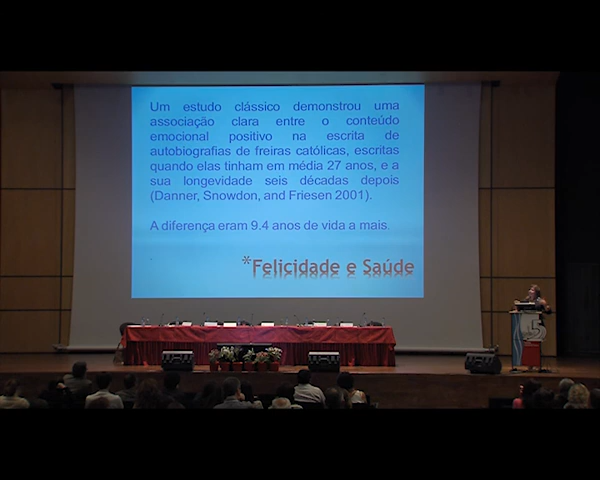 Um estudo clássico demonstrou uma
associação clara entre o conteúdo
emocional positivo na escrita de
autobiografias de freiras católicas, escritas
quando elas tinham em média 27 anos, e a
sua longevidade seis décadas depois
(Danner, Snowdon, and Friesen 2001).
A diferença eram 9.4 anos de vida a mais.
*Felicidade e Saúde